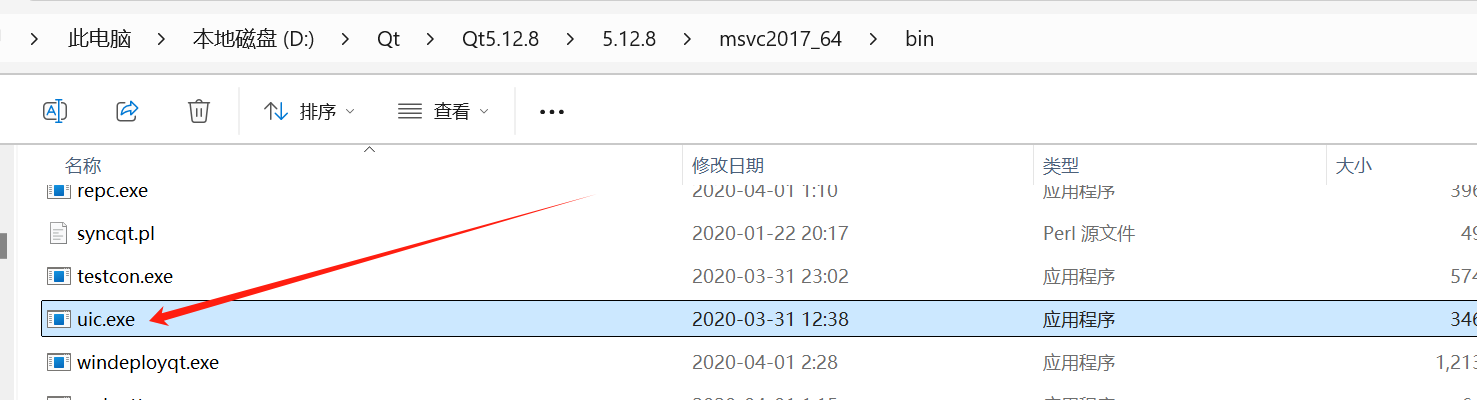 此电脑 > 本地磁盘 (D:) > Qt > Qt5.12.8 > 5.12.8 > msvc2017_64 > bin
排序 查看
名称 修改日期 类型 大小
repc.exe 2020-04-01 1:10 应用程序 396
syncqt.pl 2020-01-22 20:17 Perl 源文件 49
testcon.exe 2020-03-31 23:02 应用程序 574
uic.exe 2020-03-31 12:38 应用程序 346
windeployqt.exe 2020-04-01 2:28 应用程序 1,213